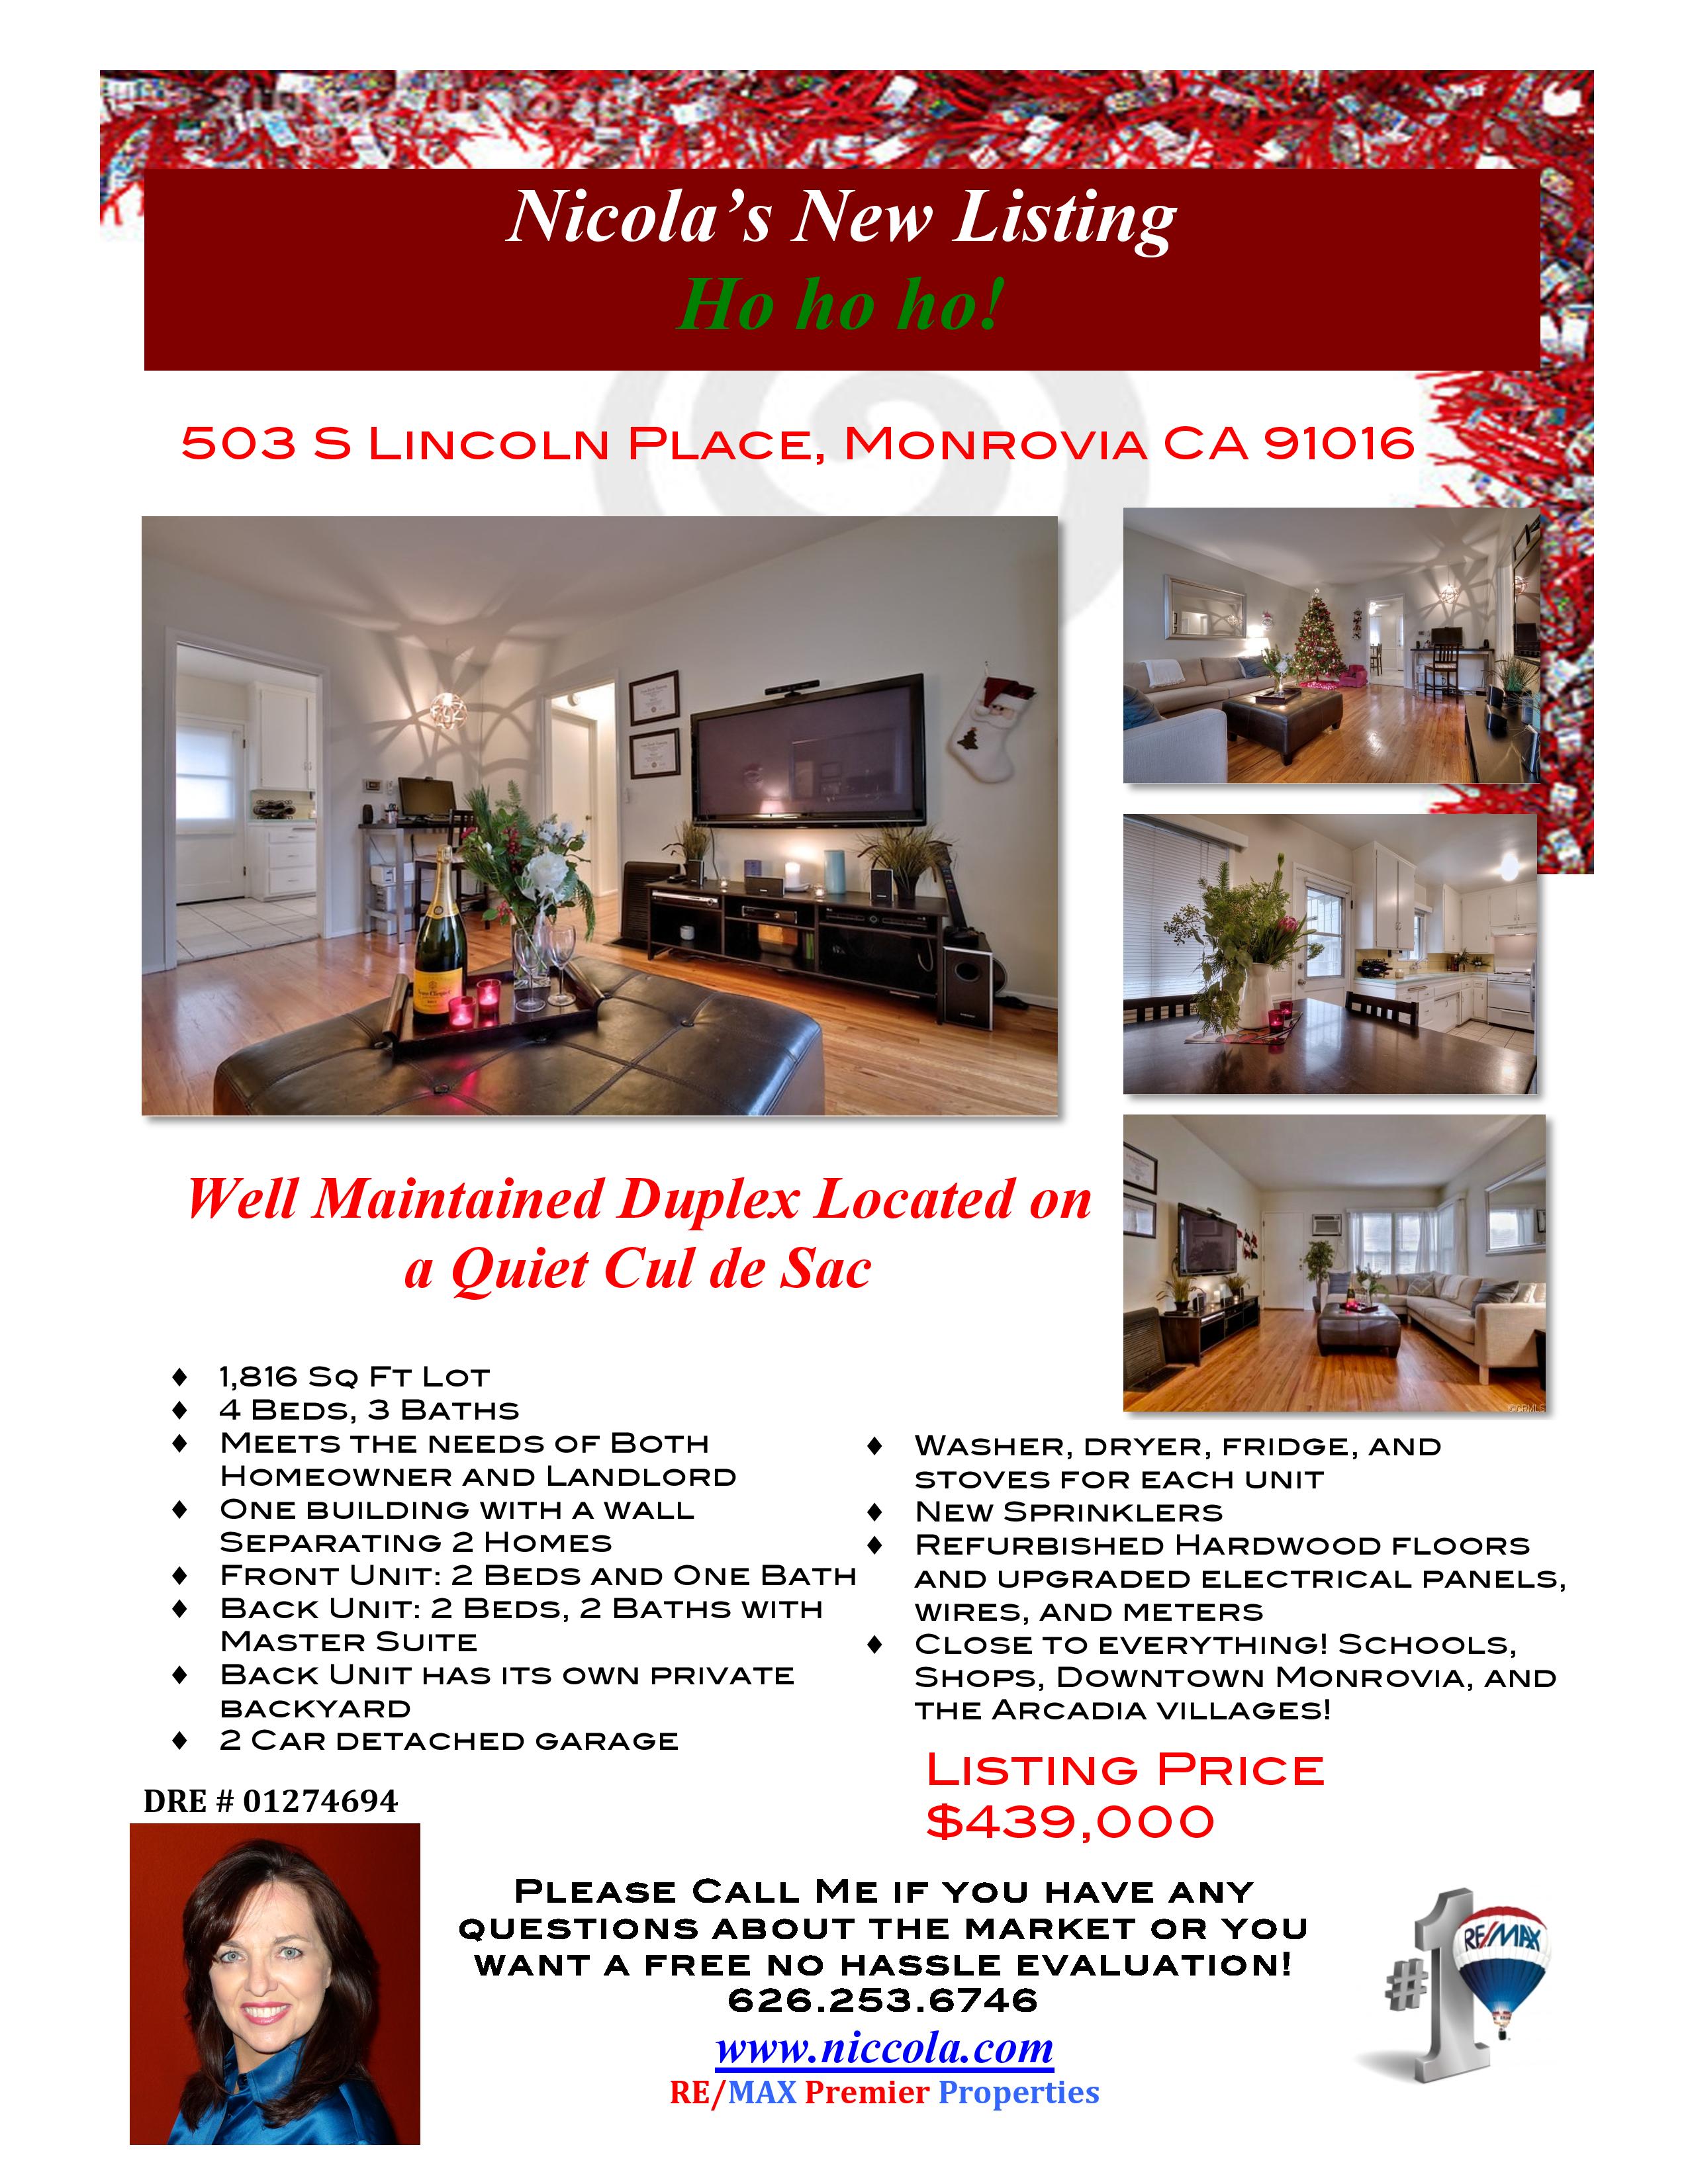 Nicola’s New Listing
Ho ho ho!
503 S Lincoln Place, Monrovia CA 91016
Well Maintained Duplex Located on
a Quiet Cul de Sac
♦ 1,816 Sq Ft Lot
♦ 4 Beds, 3 Baths
♦ Meets the needs of Both
Homeowner and Landlord
♦ One building with a wall
Separating 2 Homes
♦ Front Unit: 2 Beds and One Bath
♦ Back Unit: 2 Beds, 2 Baths with
Master Suite
♦ Back Unit has its own private
backyard
♦ 2 Car detached garage
♦ Washer, dryer, fridge, and
stoves for each unit
♦ New Sprinklers
♦ Refurbished Hardwood floors
and upgraded electrical panels,
wires, and meters
♦ Close to everything! Schools,
Shops, Downtown Monrovia, and
the Arcadia villages!
Listing Price
$439,000
DRE # 01274694
Please Call Me if you have any
questions about the market or you
want a free no hassle evaluation!
626.253.6746
www.niccola.com
RE/MAX Premier Properties
#1
RE/MAX